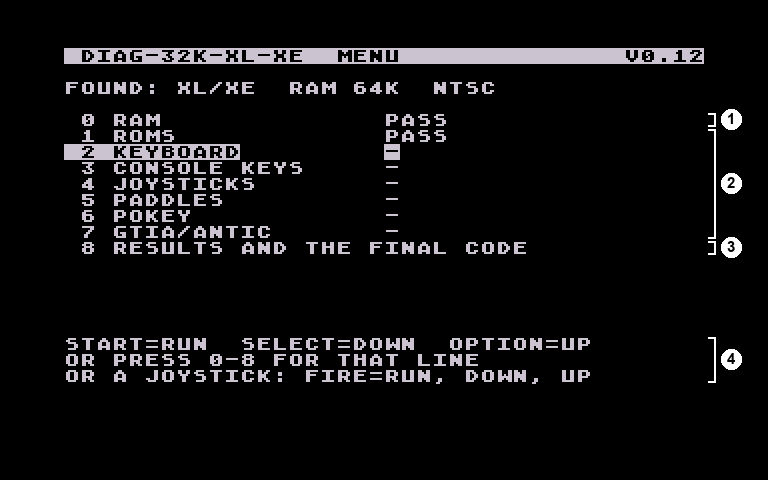 DIAG-32K-XL-XE MENU V0.12
FOUND: XL/XE RAM 64K NTSC
0 RAM PASS 1
1 ROMS PASS
2 KEYBOARD -
3 CONSOLE KEYS -
4 JOYSTICKS - 2
5 PADDLES -
6 POKEY -
7 GTIA/ANTIC -
8 RESULTS AND THE FINAL CODE 3
START=RUN SELECT=DOWN OPTION=UP
OR PRESS 0-8 FOR THAT LINE 4
OR A JOYSTICK: FIRE=RUN, DOWN, UP